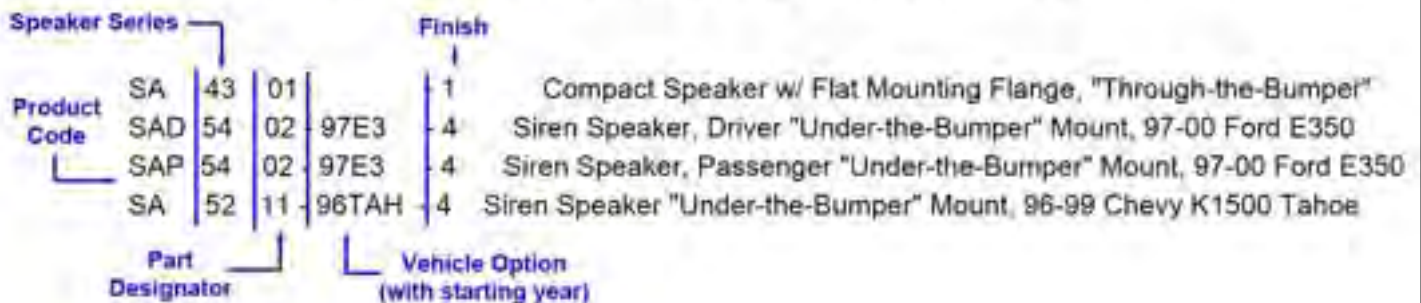 Speaker Series
Finish
SA 43 01 - 1 Compact Speaker w/ Flat Mounting Flange, "Through-the-Bumper"
Product Code
SAD 54 02 - 97E3 - 4 Siren Speaker, Driver "Under-the-Bumper" Mount, 97-00 Ford E350
SAP 54 02 - 97E3 - 4 Siren Speaker, Passenger "Under-the-Bumper" Mount, 97-00 Ford E350
SA 52 11 - 96TAH - 4 Siren Speaker "Under-the-Bumper" Mount, 96-99 Chevy K1500 Tahoe
Part Designator
Vehicle Option
(with starting year)